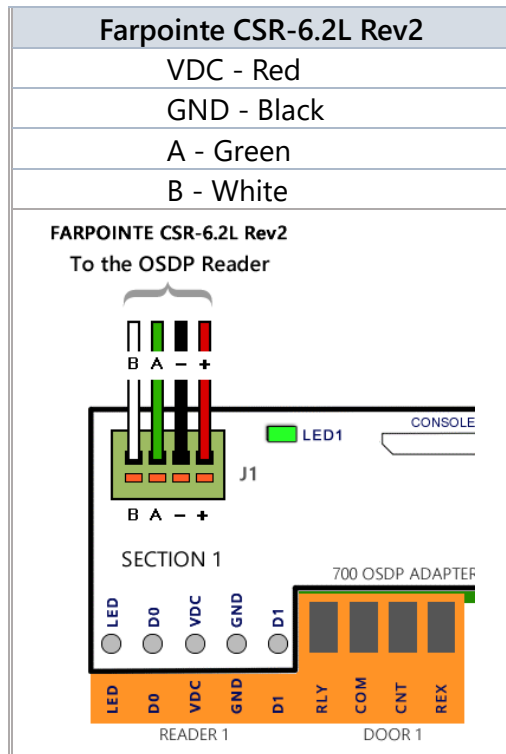 Farpointe CSR-6.2L Rev2
VDC - Red
GND - Black
A - Green
B - White
FARPOINTE CSR-6.2L Rev2
To the OSDP Reader
B A - +
LED1
CONSOLE
J1
B A - +
SECTION 1
700 OSDP ADAPTER
LED D0 VDC GND D1
LED D0 VDC GND D1 RLY COM CNT REX
READER 1 DOOR 1